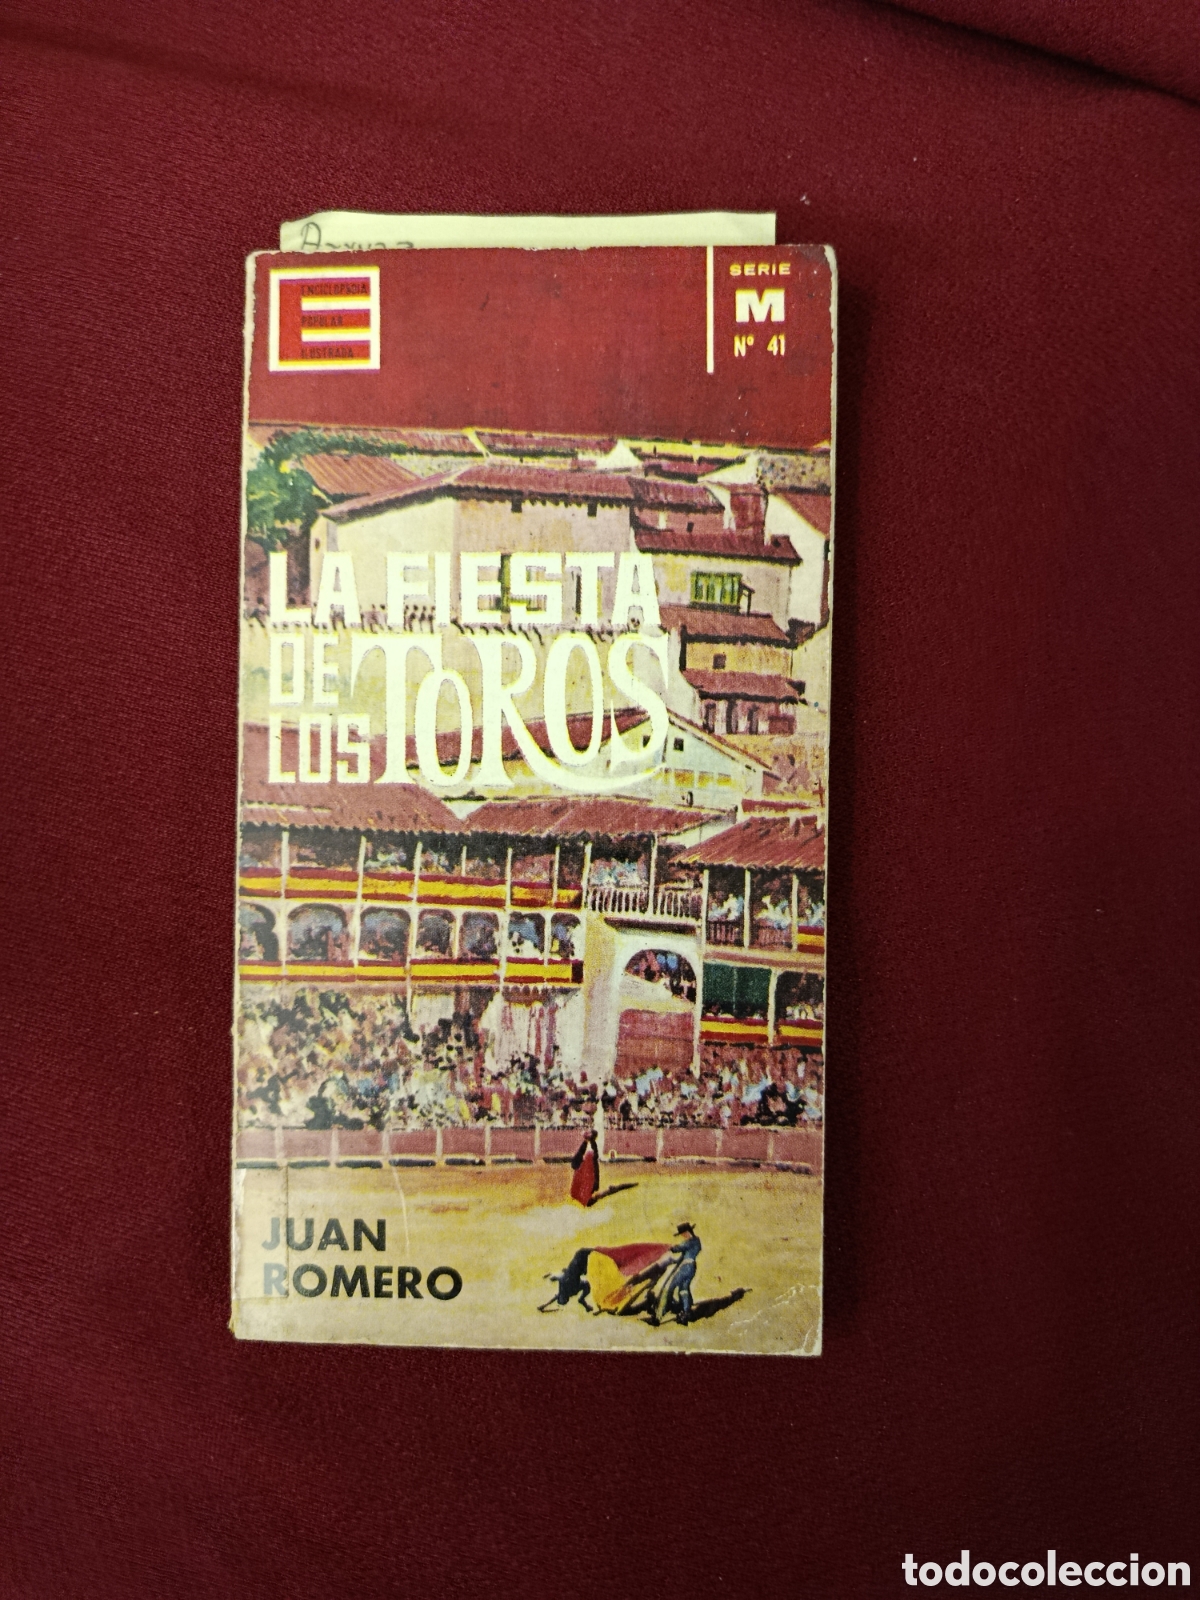 ENCICLOPEDIA
POPULAR
ILUSTRADA
SERIE
M
Nº 41
LA FIESTA
DE
LOS TOROS
JUAN
ROMERO
todocoleccion